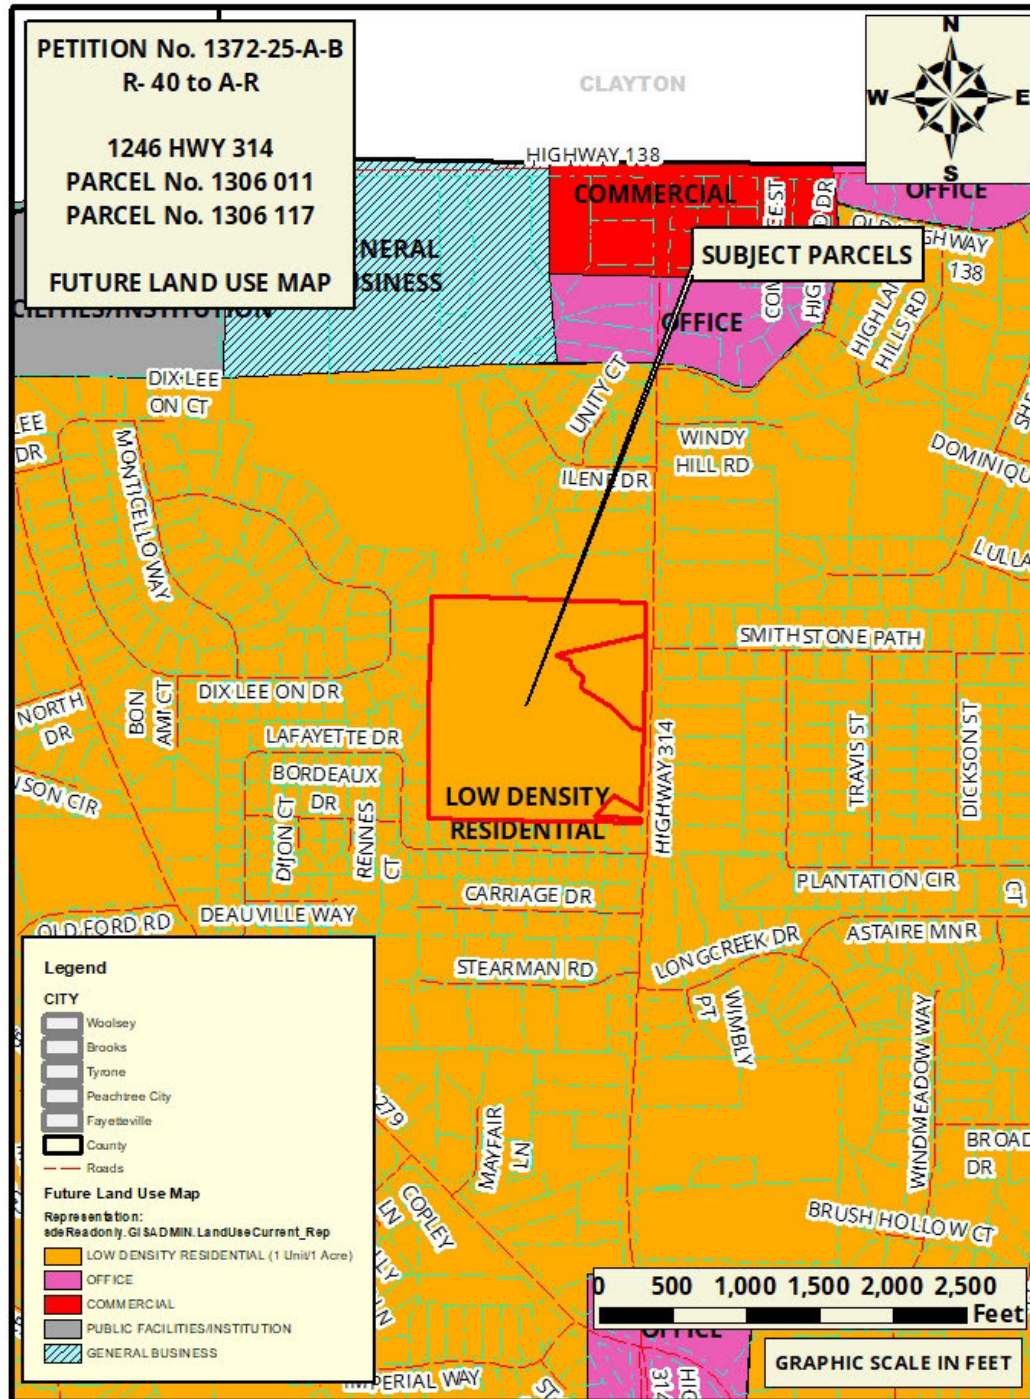 PETITION No. 1372-25-A-B
R- 40 to A-R
1246 HWY 314
PARCEL No. 1306 011
PARCEL No. 1306 117
FUTURE LAND USE MAP
CLAYTON
N
W
E
S
HIGHWAY 138
COMMERCIAL
OFFICE
SUBJECT PARCELS
138
HIGHLAND
HILLS RD
OFFICE
DIX-LEE
ON CT
UNITY CT
WINDY
HILL RD
ILENE DR
LEE
DR
MONTICELLO WAY
SMITHSTONE PATH
NORTH
DR
BON
AMI CT
DIX LEE ON DR
LAFAYETTE DR
BORDEAUX
DR
DIJON CT
RENNES
CT
LOW DENSITY
RESIDENTIAL
HIGHWAY 314
TRAVIS ST
DICKSON ST
CARRIAGE DR
PLANTATION CIR
CT
DEAUVILLE WAY
OLD FORD RD
STEARMAN RD
LONGCREEK DR
ASTAIRE MNR
WIMBLY
PT
WINDMEADOW WAY
279
MAYFAIR
LN
BROAD
DR
COPLEY
LN
BRUSH HOLLOW CT
Legend
CITY
Woolsey
Brooks
Tyrone
Peachtree City
Fayetteville
County
Roads
Future Land Use Map
Representation:
sdeReadonly.GISADMIN.LandUseCurrent_Rep
LOW DENSITY RESIDENTIAL (1 Unit/1 Acre)
OFFICE
COMMERCIAL
PUBLIC FACILITIES/INSTITUTION
GENERAL BUSINESS
0 500 1,000 1,500 2,000 2,500
Feet
OFFICE
GRAPHIC SCALE IN FEET
IMPERIAL WAY
ST